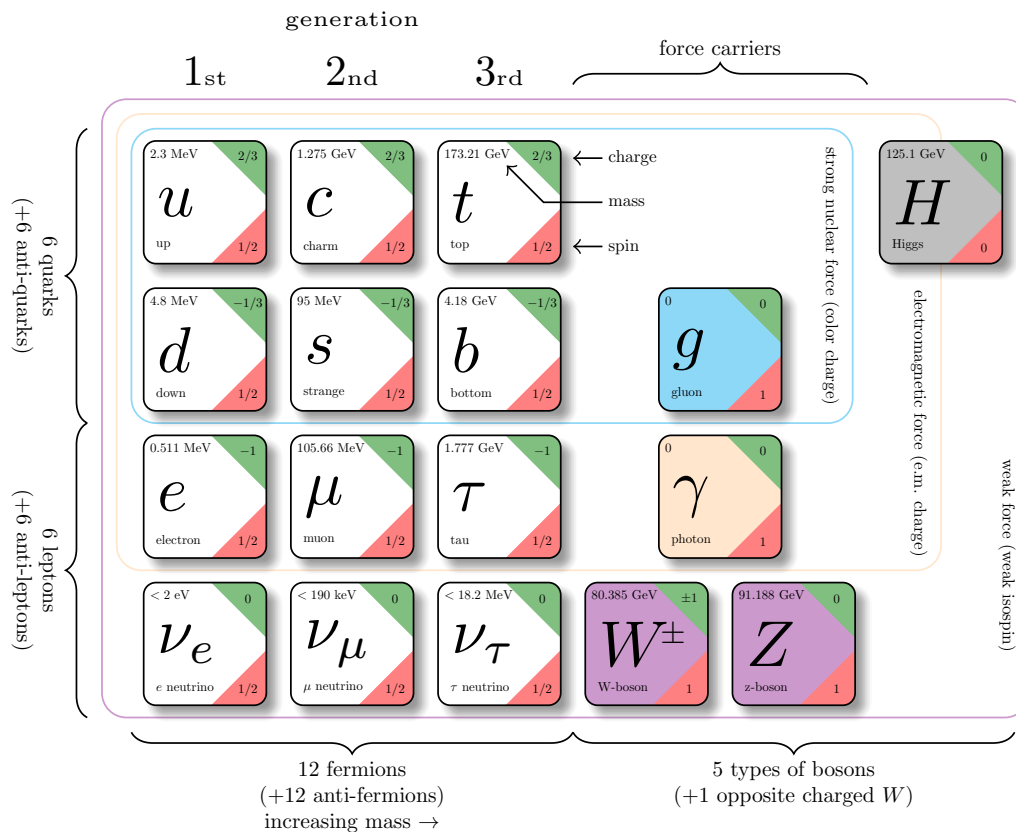 generation
1st 2nd 3rd
force carriers
2.3 MeV 2/3
u
up 1/2
1.275 GeV 2/3
c
charm 1/2
173.21 GeV 2/3
t
top 1/2
charge
mass
spin
125.1 GeV 0
H
Higgs 0
4.8 MeV −1/3
d
down 1/2
95 MeV −1/3
s
strange 1/2
4.18 GeV −1/3
b
bottom 1/2
0 0
g
gluon 1
0.511 MeV −1
e
electron 1/2
105.66 MeV −1
μ
muon 1/2
1.777 GeV −1
τ
tau 1/2
0 0
γ
photon 1
< 2 eV 0
νe
e neutrino 1/2
< 190 keV 0
νμ
μ neutrino 1/2
< 18.2 MeV 0
ντ
τ neutrino 1/2
80.385 GeV ±1
W±
W-boson 1
91.188 GeV 0
Z
z-boson 1
6 quarks
(+6 anti-quarks)
6 leptons
(+6 anti-leptons)
strong nuclear force (color charge)
electromagnetic force (e.m. charge)
weak force (weak isospin)
12 fermions
(+12 anti-fermions)
increasing mass →
5 types of bosons
(+1 opposite charged W)